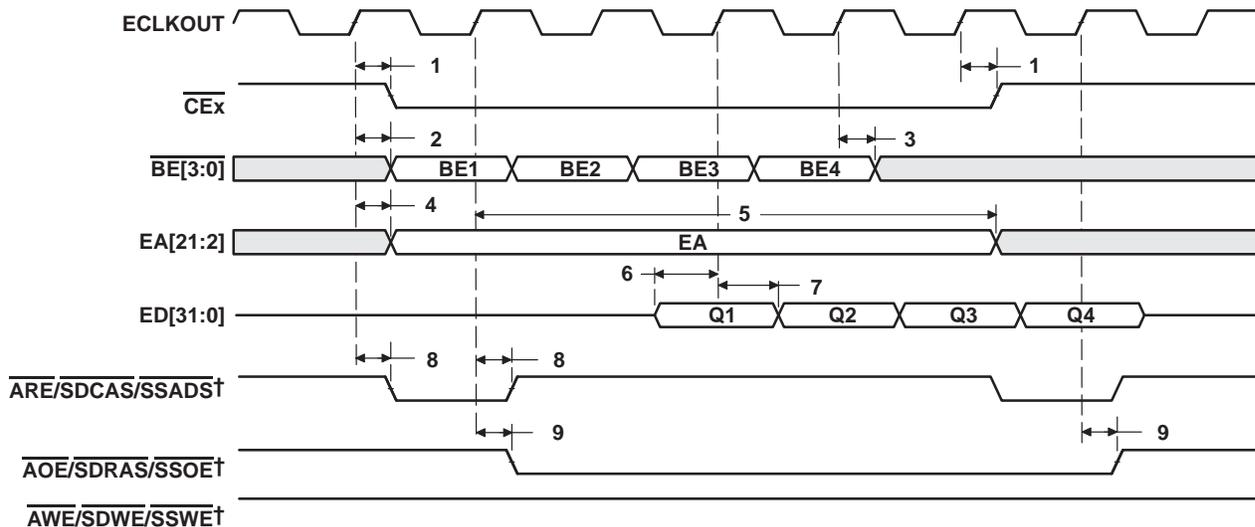 ECLKOUT
1 1
CEx
2 3
BE[3:0] BE1 BE2 BE3 BE4
4 5
EA[21:2] EA
6 7
ED[31:0] Q1 Q2 Q3 Q4
8 8
ARE/SDCAS/SSADS†
9 9
AOE/SDRAS/SSOE†
AWE/SDWE/SSWE†